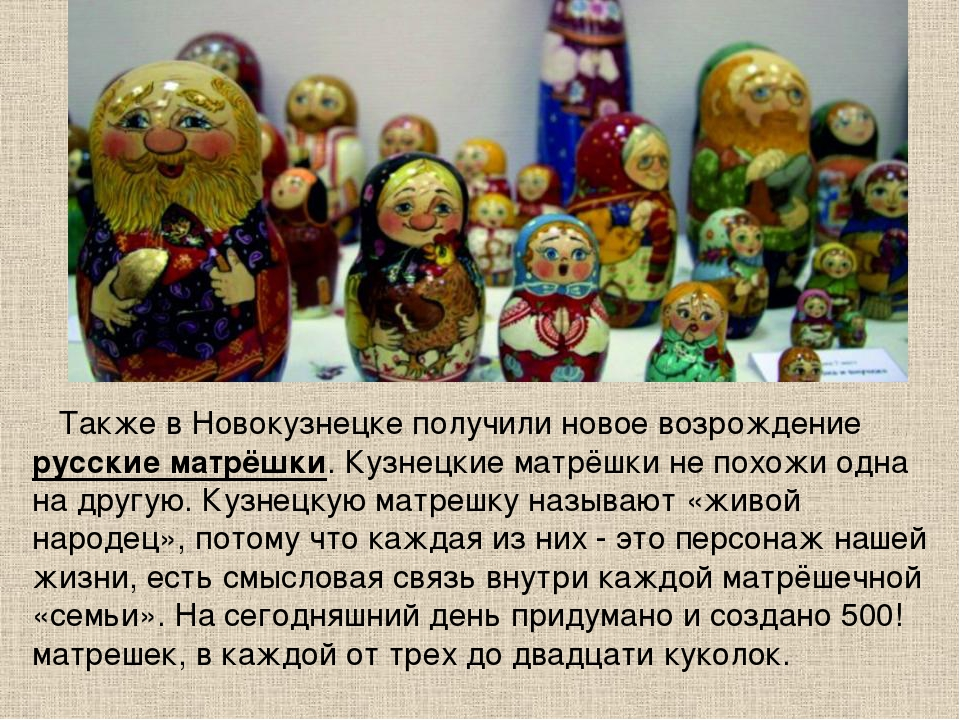 Также в Новокузнецке получили новое возрождение
русские матрёшки. Кузнецкие матрёшки не похожи одна
на другую. Кузнецкую матрешку называют «живой
народец», потому что каждая из них - это персонаж нашей
жизни, есть смысловая связь внутри каждой матрёшечной
«семьи». На сегодняшний день придумано и создано 500!
матрешек, в каждой от трех до двадцати куколок.